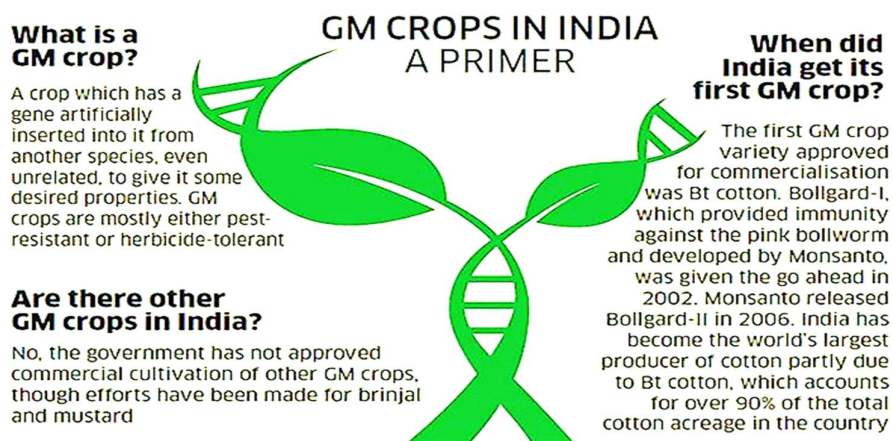 GM CROPS IN INDIA
A PRIMER
What is a
GM crop?
A crop which has a
gene artificially
inserted into it from
another species, even
unrelated, to give it some
desired properties. GM
crops are mostly either pest-
resistant or herbicide-tolerant
Are there other
GM crops in India?
No, the government has not approved
commercial cultivation of other GM crops,
though efforts have been made for brinjal
and mustard
When did
India get its
first GM crop?
The first GM crop
variety approved
for commercialisation
was Bt cotton. Bollgard-I,
which provided immunity
against the pink bollworm
and developed by Monsanto,
was given the go ahead in
2002. Monsanto released
Bollgard-II in 2006. India has
become the world's largest
producer of cotton partly due
to Bt cotton, which accounts
for over 90% of the total
cotton acreage in the country